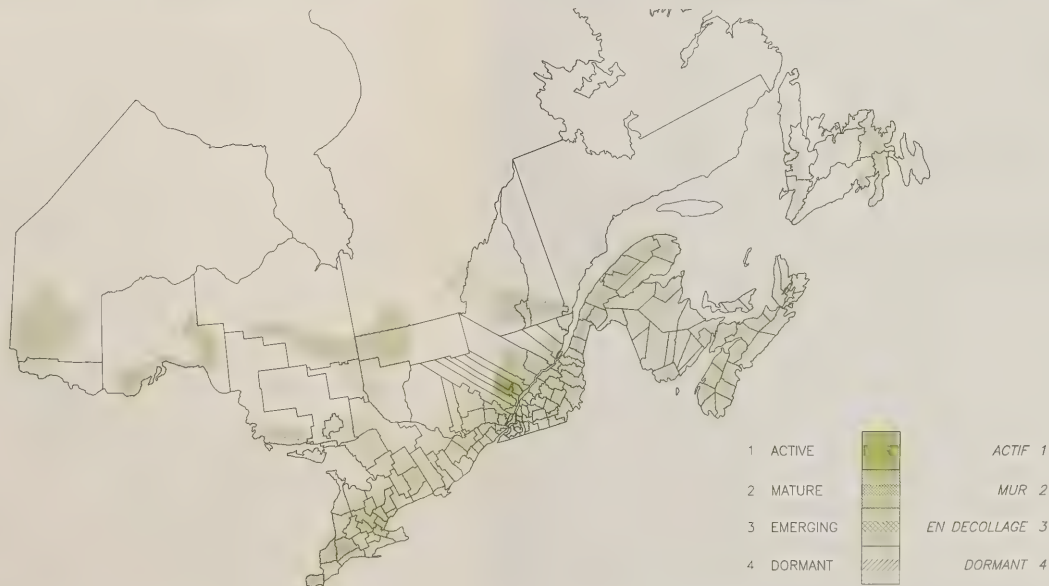 1 ACTIVE ACTIF 1
2 MATURE MUR 2
3 EMERGING EN DECOLLAGE 3
4 DORMANT DORMANT 4